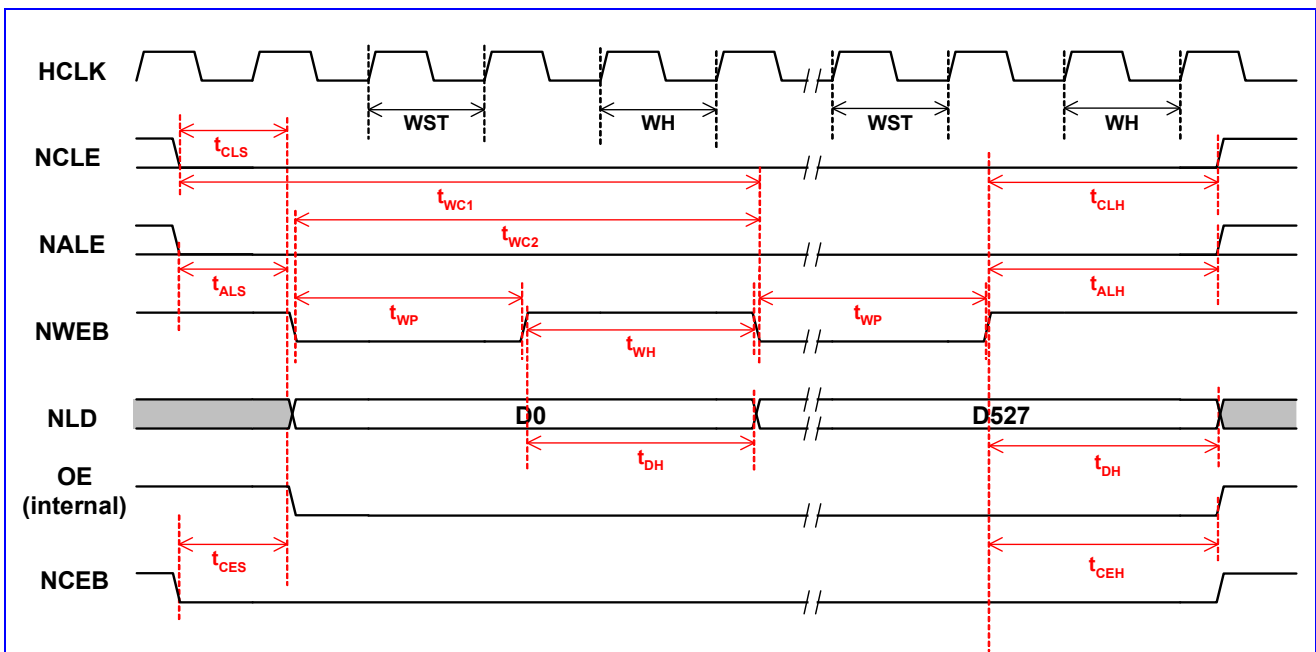 HCLK
WST WH WST WH
NCLE
tCLS
tWC1
tCLH
tWC2
NALE
tALS
tALH
tWP tWP
NWEB
tWH
NLD
D0 D527
tDH tDH
OE
(internal)
tCES tCEH
NCEB